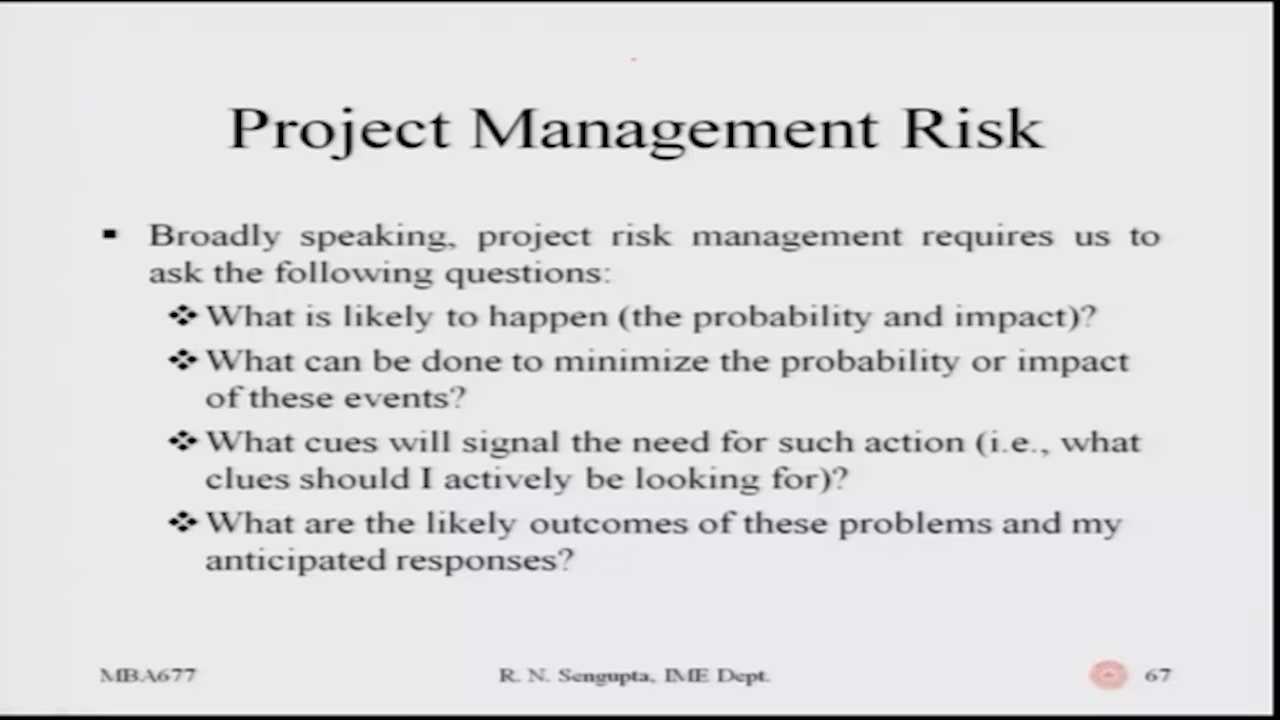 Project Management Risk
▪ Broadly speaking, project risk management requires us to
ask the following questions:
❖ What is likely to happen (the probability and impact)?
❖ What can be done to minimize the probability or impact
of these events?
❖ What cues will signal the need for such action (i.e., what
clues should I actively be looking for)?
❖ What are the likely outcomes of these problems and my
anticipated responses?
MBA677 R. N. Sengupta, IME Dept. 67